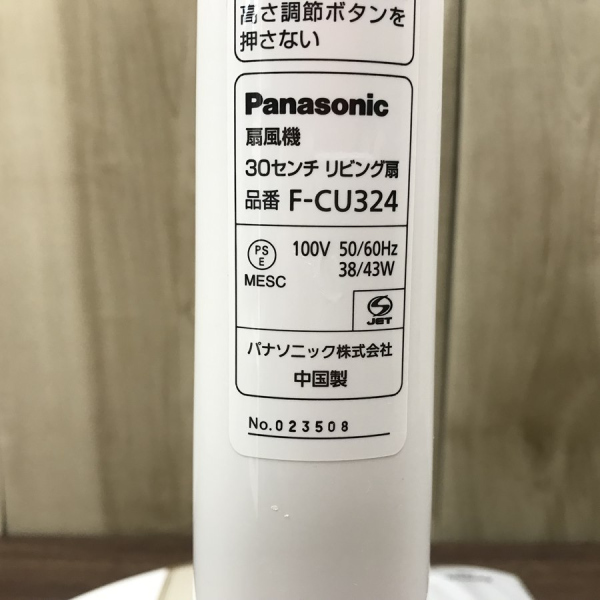 高さ調節ボタンを
押さない
Panasonic
扇風機
30センチ リビング扇
品番 F-CU324
PS
E
100V 50/60Hz
38/43W
MESC
S
JET
パナソニック株式会社
中国製
No.023508